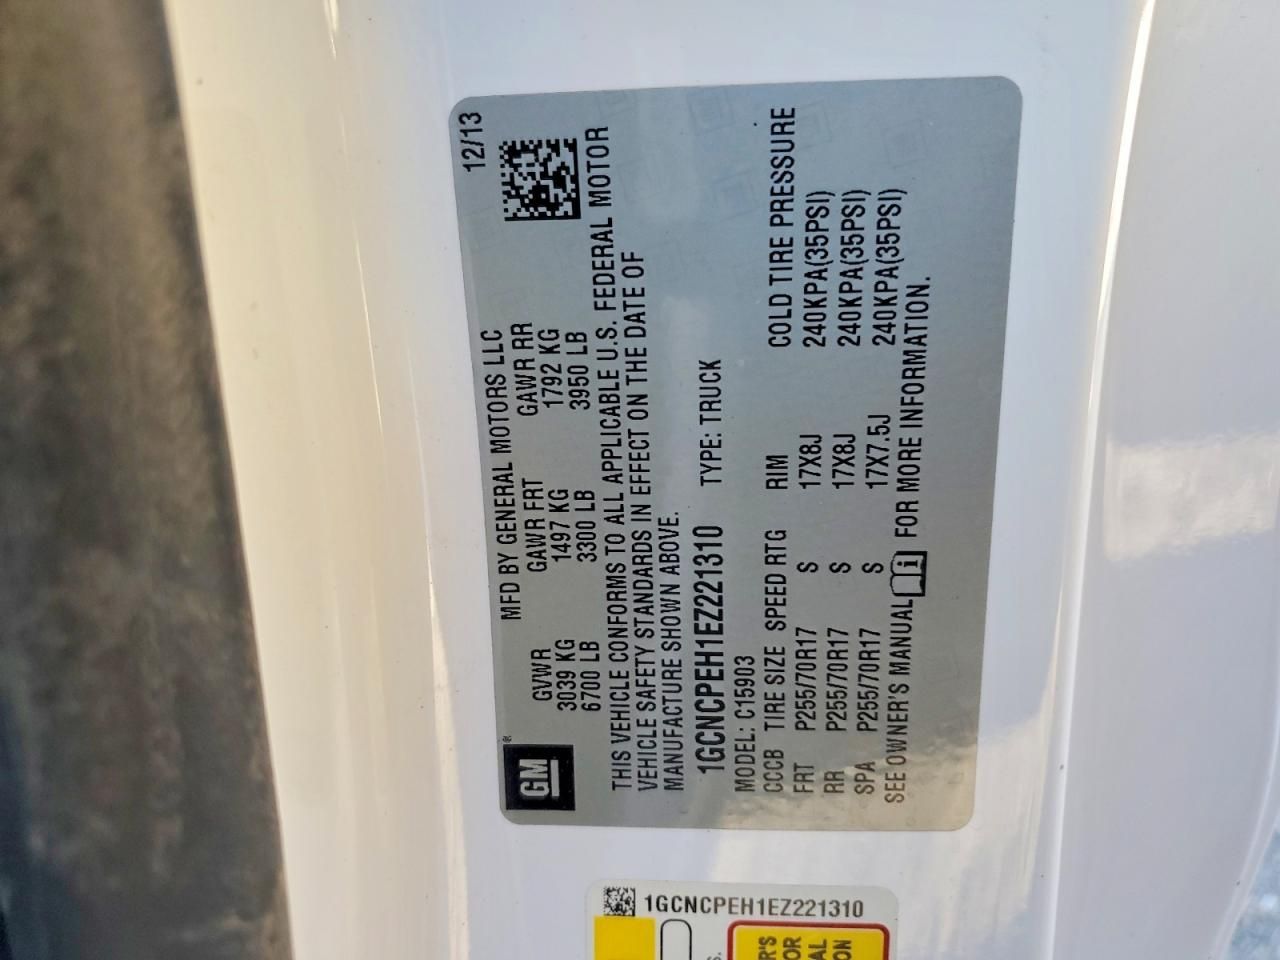 GM® MFD BY GENERAL MOTORS LLC 12/13
GVWR GAWR FRT GAWR RR
3039 KG 1497 KG 1792 KG
6700 LB 3300 LB 3950 LB
THIS VEHICLE CONFORMS TO ALL APPLICABLE U.S. FEDERAL MOTOR
VEHICLE SAFETY STANDARDS IN EFFECT ON THE DATE OF
MANUFACTURE SHOWN ABOVE.
1GCNCPEH1EZ221310 TYPE: TRUCK
MODEL: C15903
CCCB TIRE SIZE SPEED RTG RIM COLD TIRE PRESSURE
FRT P255/70R17 S 17X8J 240KPA(35PSI)
RR P255/70R17 S 17X8J 240KPA(35PSI)
SPA P255/70R17 S 17X7.5J 240KPA(35PSI)
SEE OWNER'S MANUAL FOR MORE INFORMATION.
1GCNCPEH1EZ221310